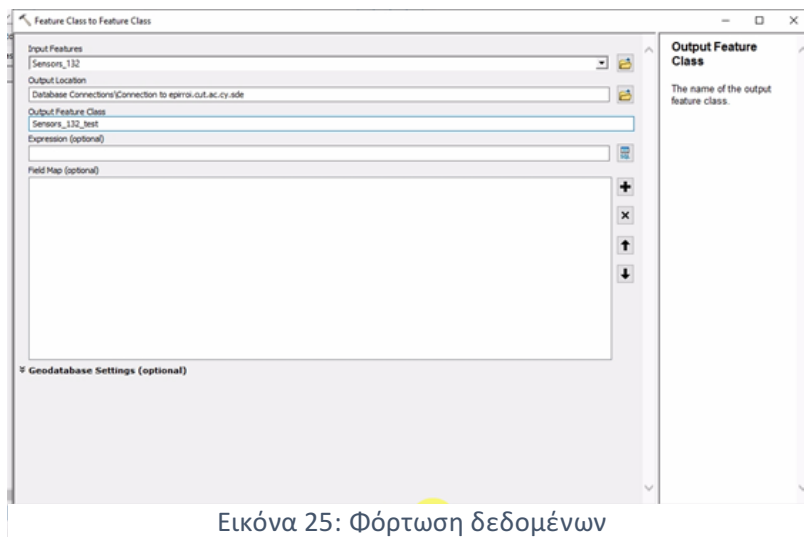 Feature Class to Feature Class
Input Features
Sensors_132
Output Location
Database Connections\Connection to epirroi.cut.ac.cy.sde
Output Feature Class
Sensors_132_test
Expression (optional)
Field Map (optional)
Geodatabase Settings (optional)
Output Feature
Class
The name of the output
feature class.
Εικόνα 25: Φόρτωση δεδομένων